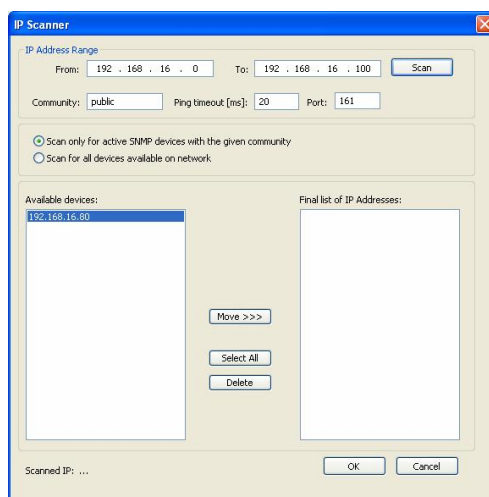 IP Scanner
IP Address Range
From: 192 . 168 . 16 . 0 To: 192 . 168 . 16 . 100 Scan
Community: public Ping timeout [ms]: 20 Port: 161
Scan only for active SNMP devices with the given community
Scan for all devices available on network
Available devices: Final list of IP Addresses:
192.168.16.80
Move >>>
Select All
Delete
Scanned IP: ...
OK Cancel